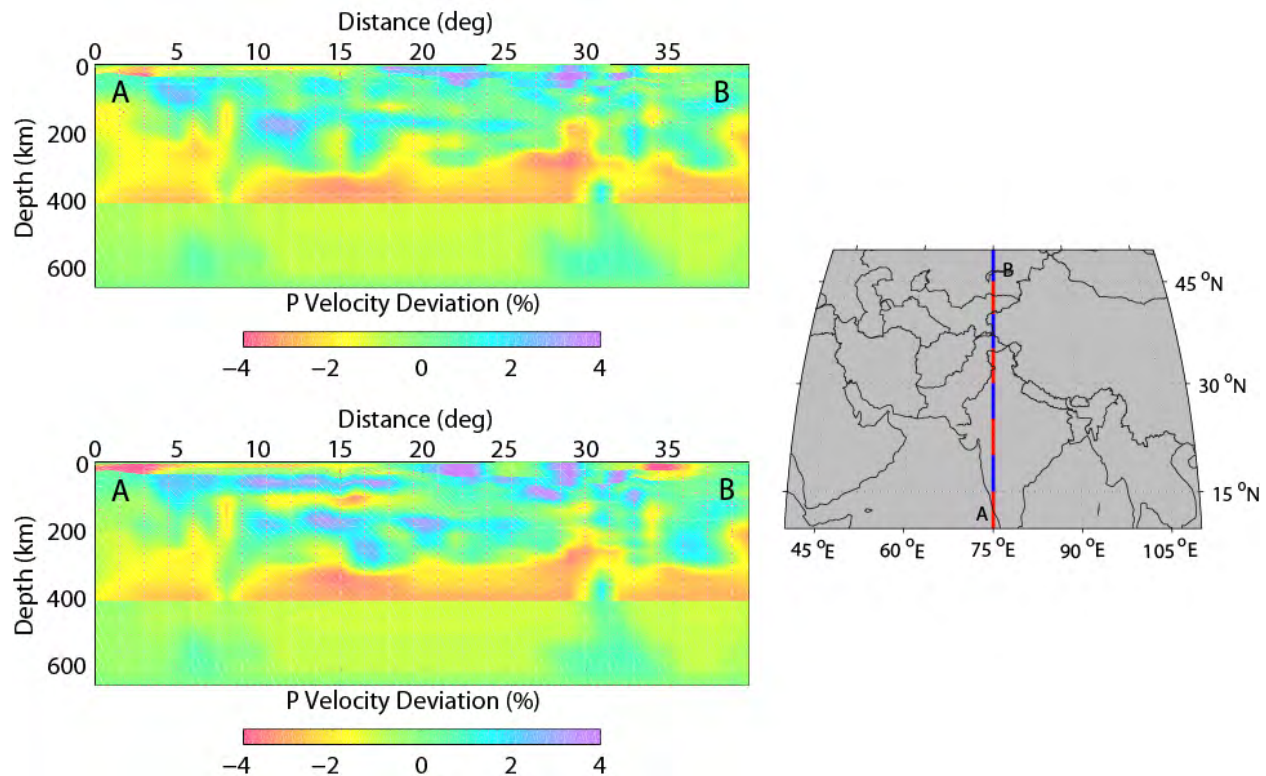 Distance (deg)
0 5 10 15 20 25 30 35
0
A
B
200
400
600
Depth (km)
P Velocity Deviation (%)
−4 −2 0 2 4
Distance (deg)
0 5 10 15 20 25 30 35
0
A
B
200
400
600
Depth (km)
P Velocity Deviation (%)
−4 −2 0 2 4
B
45 °N
30 °N
15 °N
A
45 °E 60 °E 75 °E 90 °E 105 °E